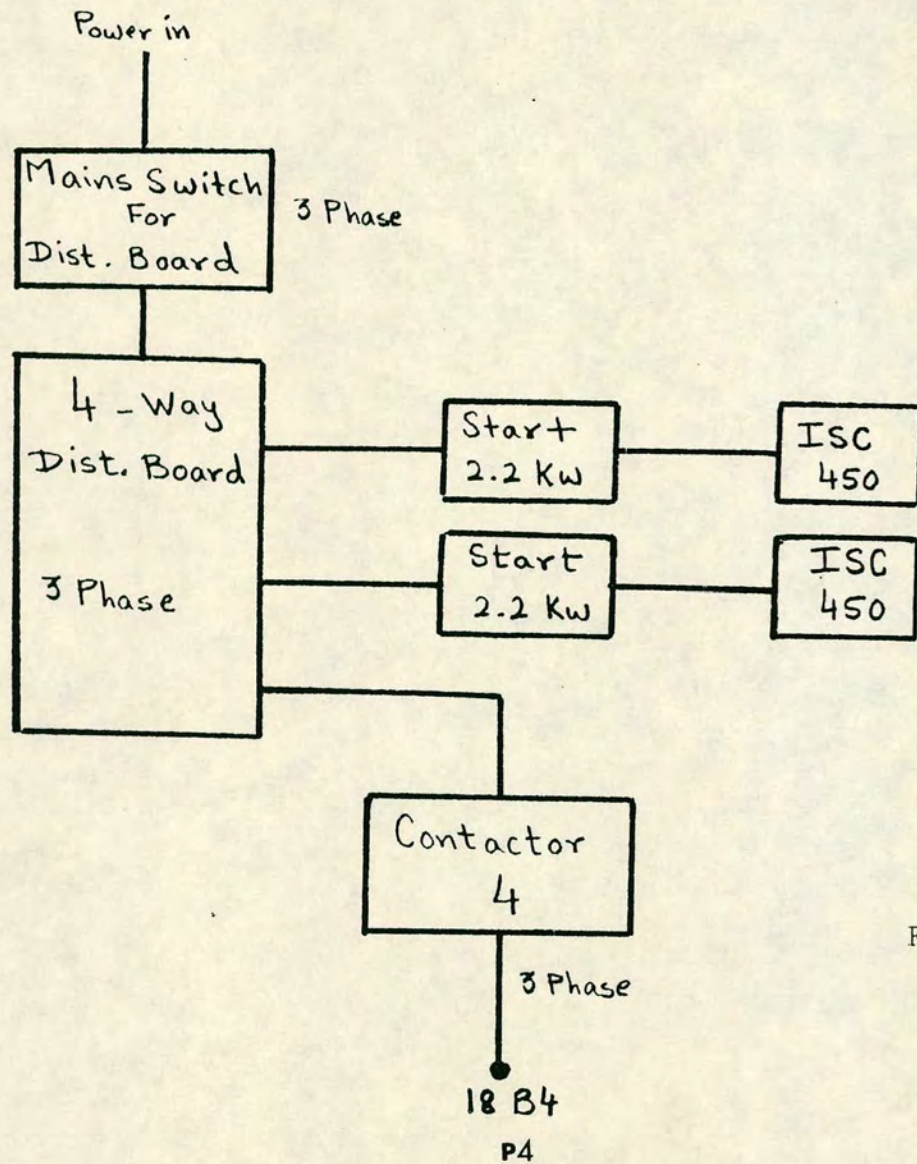 Power in
Mains Switch
For
Dist. Board
3 Phase
4 - Way
Dist. Board
3 Phase
Start
2.2 Kw
ISC
450
Start
2.2 Kw
ISC
450
Contactor
4
3 Phase
18 B4
P4
F